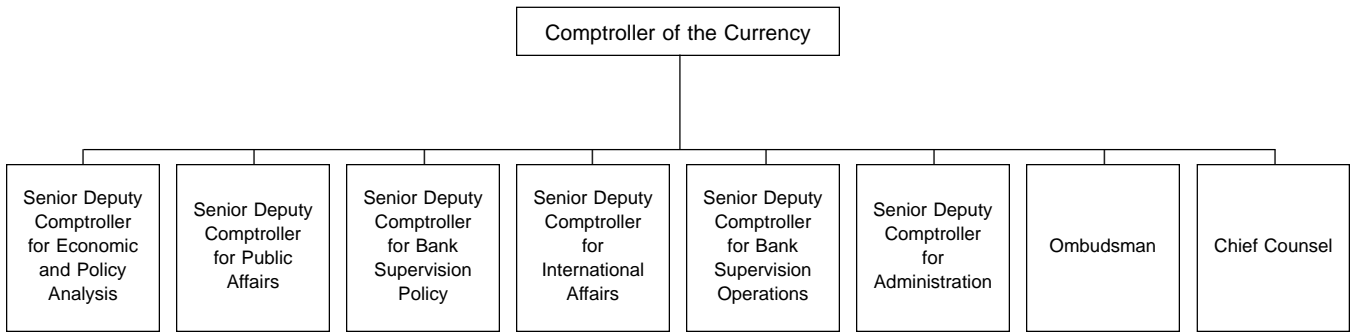 Comptroller of the Currency
Senior Deputy
Comptroller
for Economic
and Policy
Analysis
Senior Deputy
Comptroller
for Public
Affairs
Senior Deputy
Comptroller
for Bank
Supervision
Policy
Senior Deputy
Comptroller
for
International
Affairs
Senior Deputy
Comptroller
for Bank
Supervision
Operations
Senior Deputy
Comptroller
for
Administration
Ombudsman
Chief Counsel